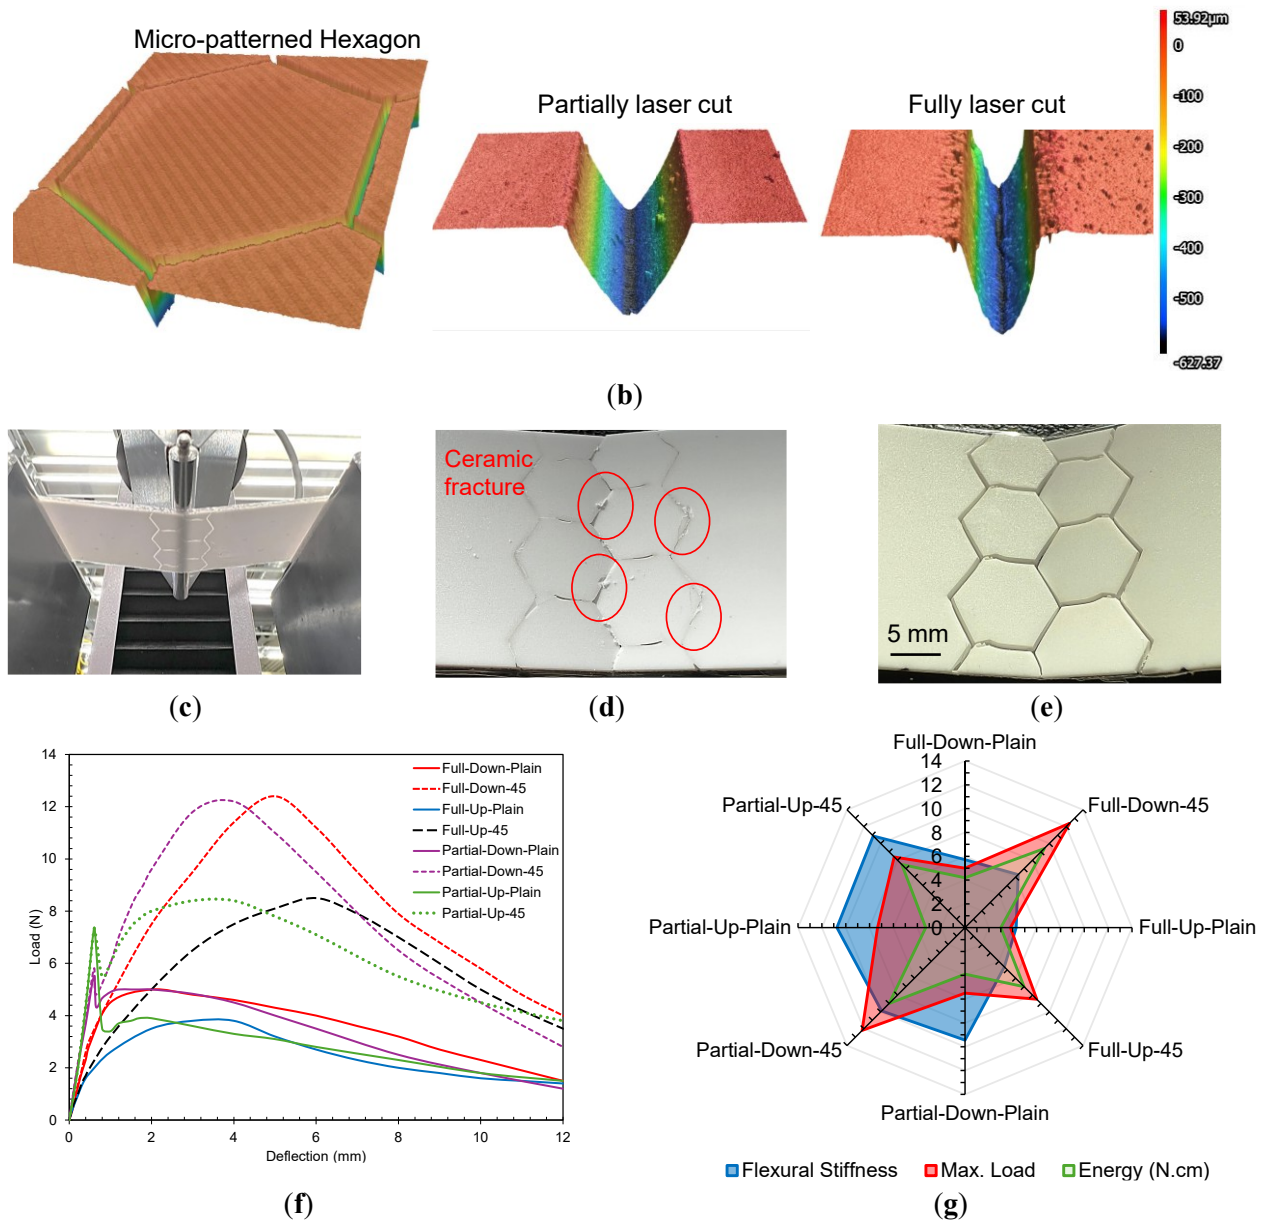 Micro-patterned Hexagon
Partially laser cut
Fully laser cut
53.92µm
0
-100
-200
-300
-400
-500
-627.37
(b)
Ceramic
fracture
5 mm
(c)
(d)
(e)
14
12
10
8
6
4
2
0
0
2
4
6
8
10
12
Load (N)
Deflection (mm)
Full-Down-Plain
Full-Down-45
Full-Up-Plain
Full-Up-45
Partial-Down-Plain
Partial-Down-45
Partial-Up-Plain
Partial-Up-45
(f)
Full-Down-Plain
Full-Down-45
Full-Up-Plain
Full-Up-45
Partial-Down-Plain
Partial-Down-45
Partial-Up-Plain
Partial-Up-45
14
12
10
8
6
4
2
0
Flexural Stiffness
Max. Load
Energy (N.cm)
(g)